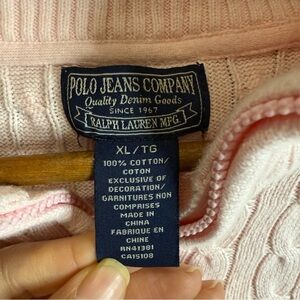 POLO JEANS COMPANY
Quality Denim Goods
SINCE 1967
RALPH LAUREN MFG.
XL/TG
100% COTTON/
COTON
EXCLUSIVE OF
DECORATION/
GARNITURES NON
COMPRISES
MADE IN
CHINA
FABRIQUE EN
CHINE
RN41381
CA15108